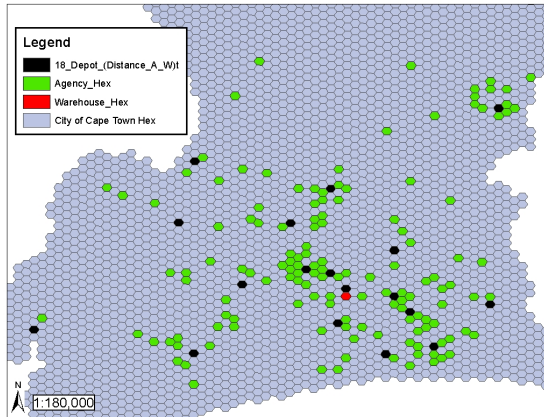 Legend
18_Depot_(Distance_A_W)t
Agency_Hex
Warehouse_Hex
City of Cape Town Hex
N
1:180,000